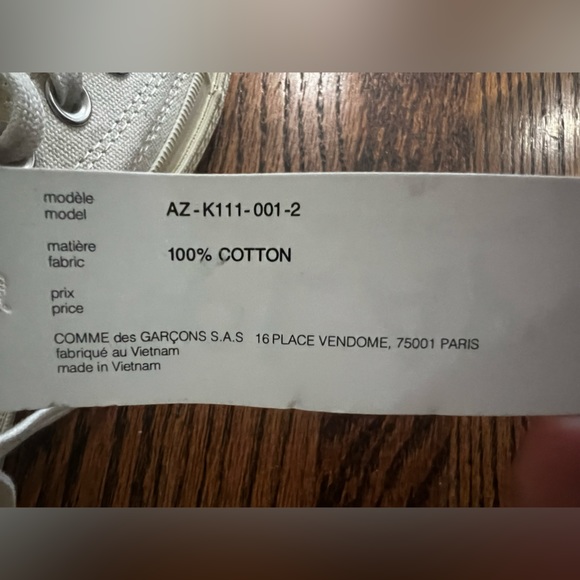 modèle
model AZ-K111-001-2
matière
fabric 100% COTTON
prix
price
COMME des GARÇONS S.A.S 16 PLACE VENDOME, 75001 PARIS
fabriqué au Vietnam
made in Vietnam